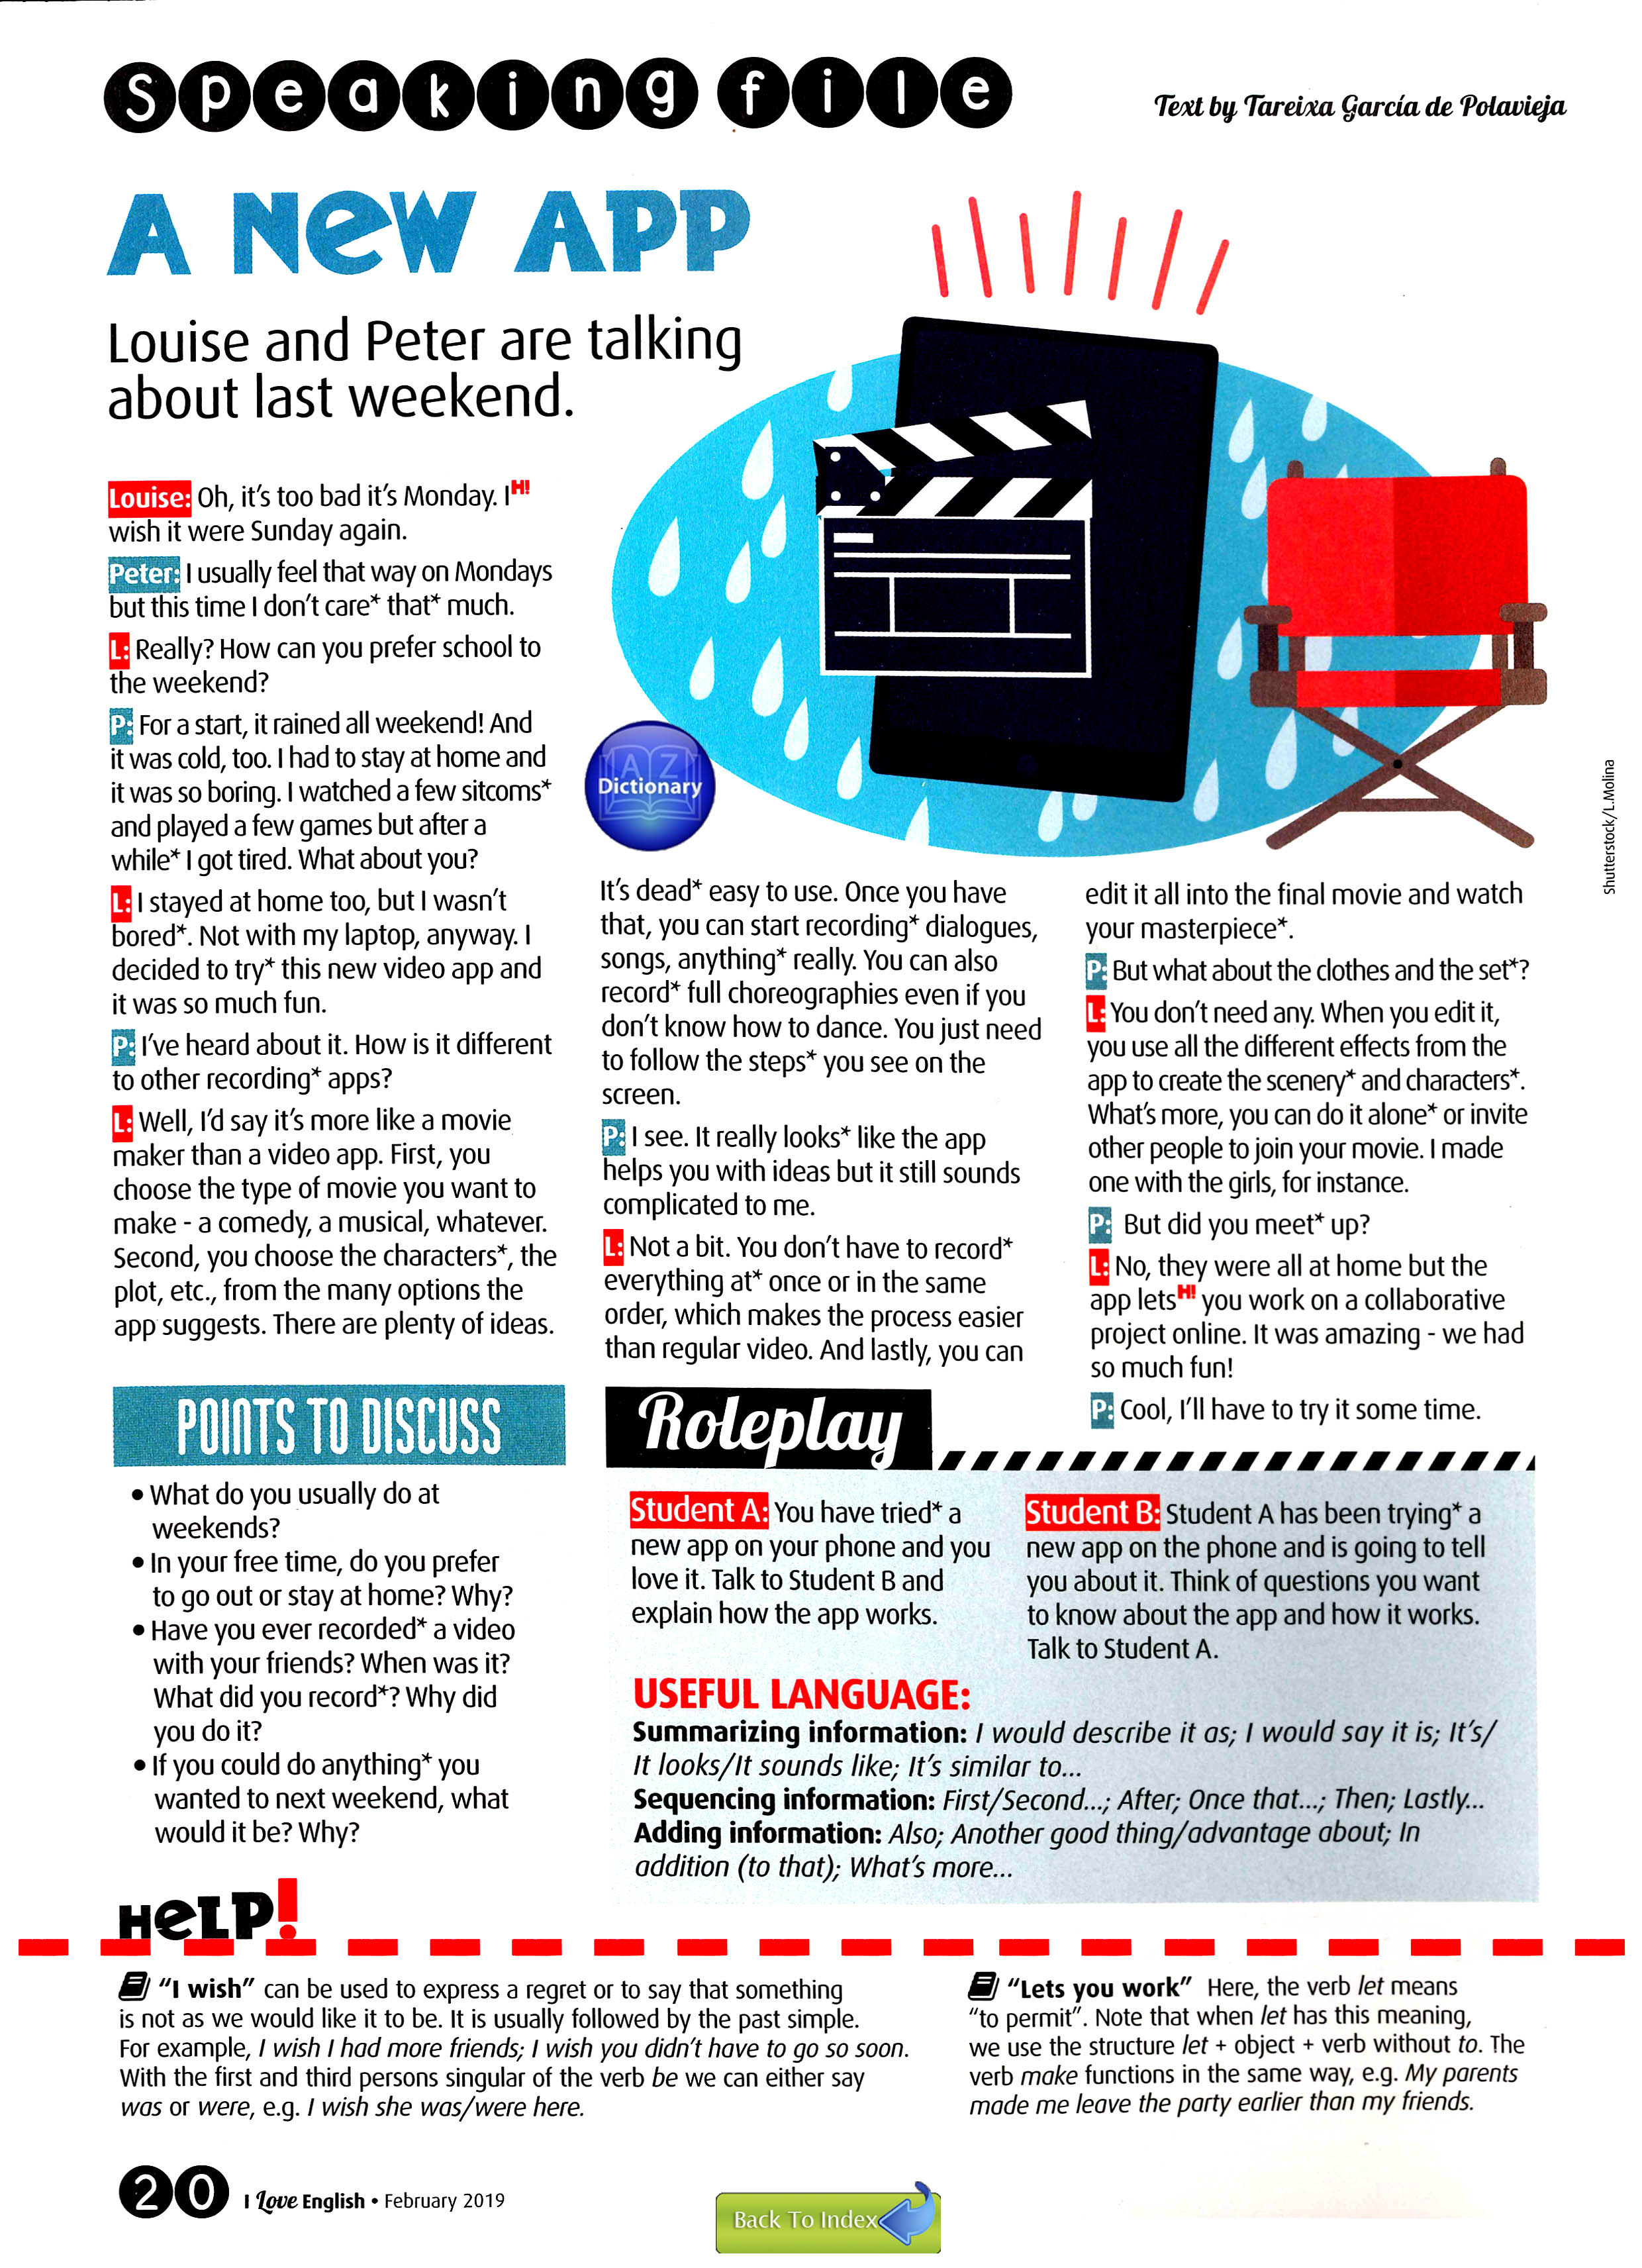 Speaking file
Text by Tareixa García de Polavieja
A NeW APP
Louise and Peter are talking
about last weekend.
Louise: Oh, it's too bad it's Monday. I H!
wish it were Sunday again.
Peter: I usually feel that way on Mondays
but this time I don't care* that* much.
L: Really? How can you prefer school to
the weekend?
P: For a start, it rained all weekend! And
it was cold, too. I had to stay at home and
it was so boring. I watched a few sitcoms*
and played a few games but after a
while* I got tired. What about you?
L: I stayed at home too, but I wasn't
bored*. Not with my laptop, anyway. I
decided to try* this new video app and
it was so much fun.
P: I've heard about it. How is it different
to other recording* apps?
L: Well, I'd say it's more like a movie
maker than a video app. First, you
choose the type of movie you want to
make - a comedy, a musical, whatever.
Second, you choose the characters*, the
plot, etc., from the many options the
app suggests. There are plenty of ideas.
A Z
Dictionary
It's dead* easy to use. Once you have
that, you can start recording* dialogues,
songs, anything* really. You can also
record* full choreographies even if you
don't know how to dance. You just need
to follow the steps* you see on the
screen.
P: I see. It really looks* like the app
helps you with ideas but it still sounds
complicated to me.
L: Not a bit. You don't have to record*
everything at* once or in the same
order, which makes the process easier
than regular video. And lastly, you can
edit it all into the final movie and watch
your masterpiece*.
P: But what about the clothes and the set*?
L: You don't need any. When you edit it,
you use all the different effects from the
app to create the scenery* and characters*.
What's more, you can do it alone* or invite
other people to join your movie. I made
one with the girls, for instance.
P: But did you meet* up?
L: No, they were all at home but the
app lets H! you work on a collaborative
project online. It was amazing - we had
so much fun!
P: Cool, I'll have to try it some time.
Shutterstock/L.Molina
POINTS TO DISCUSS
• What do you usually do at
weekends?
• In your free time, do you prefer
to go out or stay at home? Why?
• Have you ever recorded* a video
with your friends? When was it?
What did you record*? Why did
you do it?
• If you could do anything* you
wanted to next weekend, what
would it be? Why?
Roleplay
Student A: You have tried* a
new app on your phone and you
love it. Talk to Student B and
explain how the app works.
Student B: Student A has been trying* a
new app on the phone and is going to tell
you about it. Think of questions you want
to know about the app and how it works.
Talk to Student A.
USEFUL LANGUAGE:
Summarizing information: I would describe it as; I would say it is; It's/
It looks/It sounds like; It's similar to...
Sequencing information: First/Second...; After; Once that...; Then; Lastly...
Adding information: Also; Another good thing/advantage about; In
addition (to that); What's more...
HeLP!
"I wish" can be used to express a regret or to say that something
is not as we would like it to be. It is usually followed by the past simple.
For example, I wish I had more friends; I wish you didn't have to go so soon.
With the first and third persons singular of the verb be we can either say
was or were, e.g. I wish she was/were here.
"Lets you work" Here, the verb let means
"to permit". Note that when let has this meaning,
we use the structure let + object + verb without to. The
verb make functions in the same way, e.g. My parents
made me leave the party earlier than my friends.
20 I Love English • February 2019
Back To Index